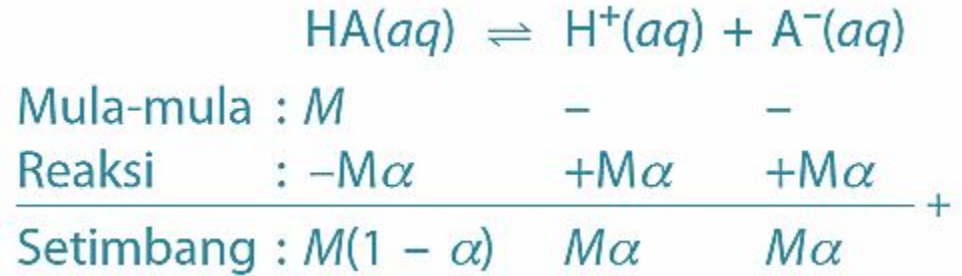 HA(aq) ⇌ H⁺(aq) + A⁻(aq)
Mula-mula : M – –
Reaksi : –Mα +Mα +Mα
+
Setimbang : M(1 – α) Mα Mα